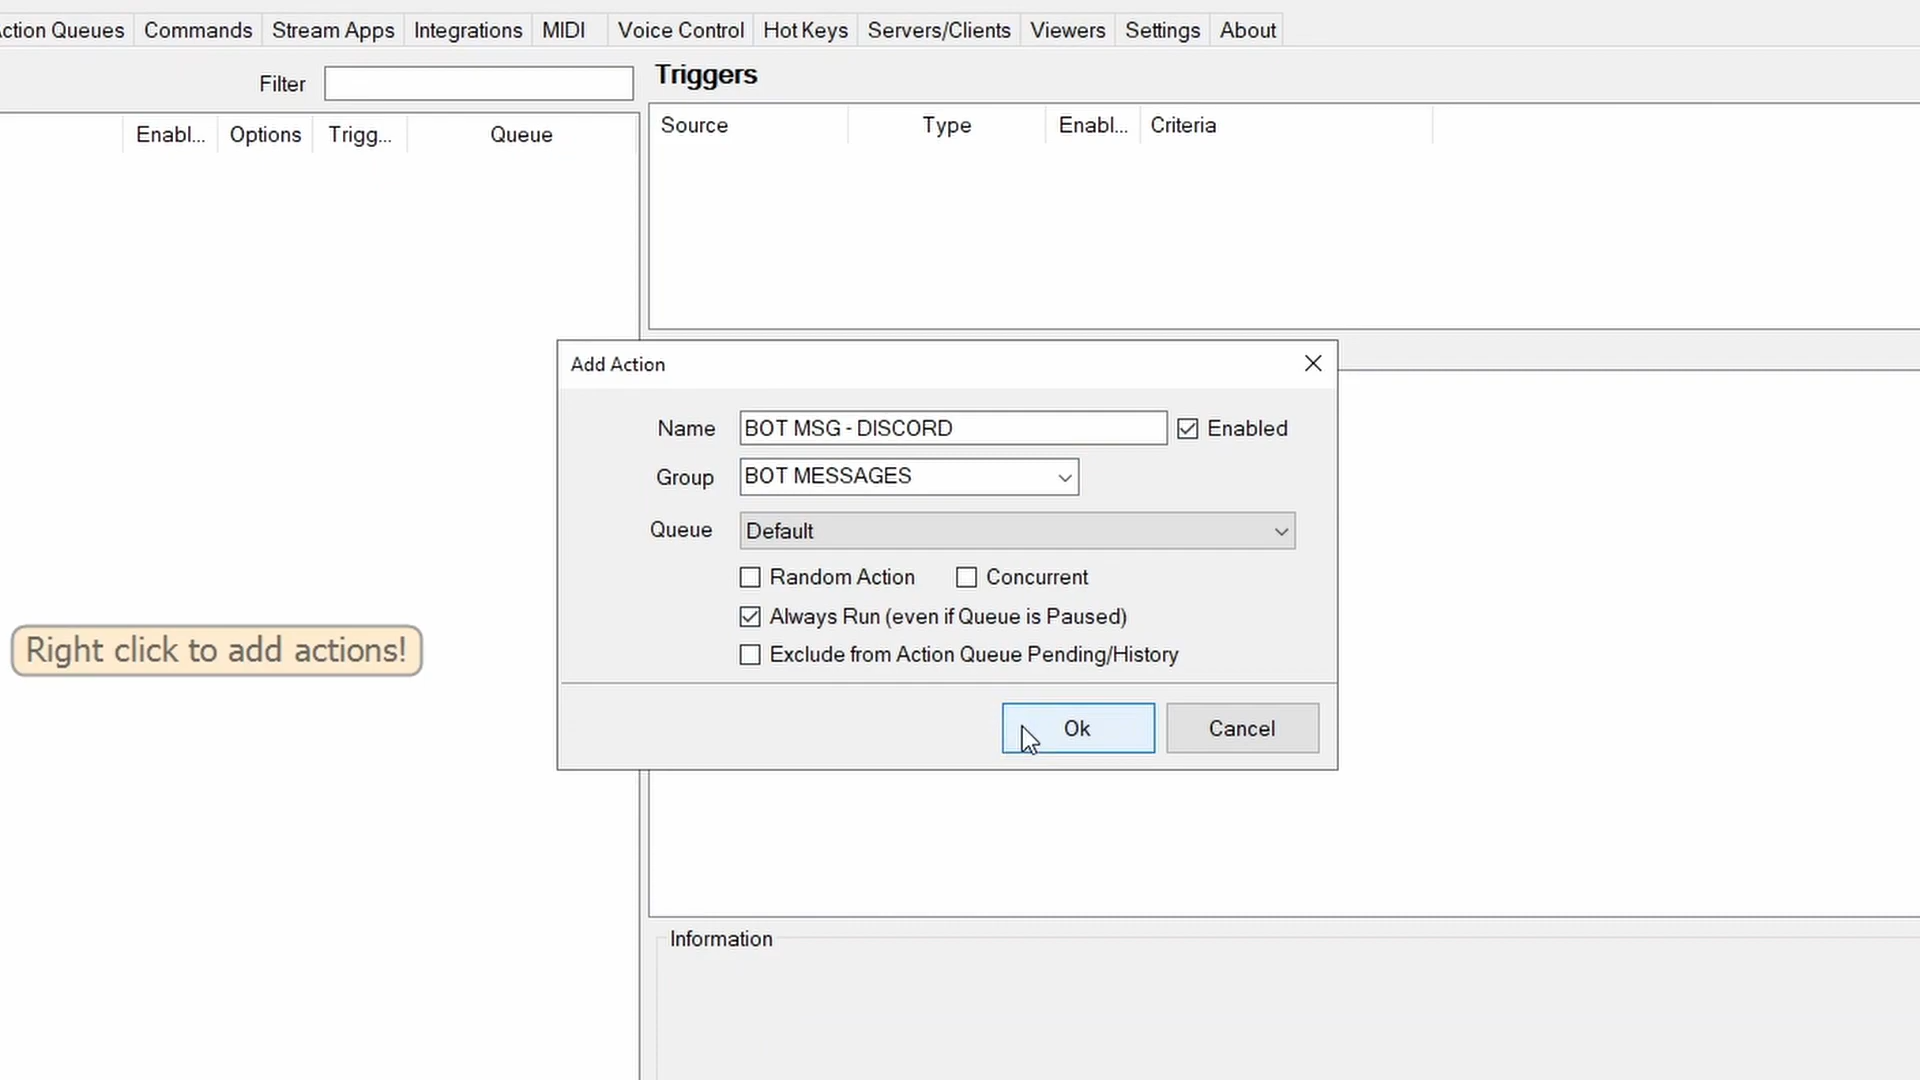 ction Queues Commands Stream Apps Integrations MIDI Voice Control Hot Keys Servers/Clients Viewers Settings About
Filter
Triggers
Enabl... Options Trigg... Queue
Source Type Enabl... Criteria
Add Action
Name BOT MSG - DISCORD Enabled
Group BOT MESSAGES
Queue Default
Random Action Concurrent
Always Run (even if Queue is Paused)
Exclude from Action Queue Pending/History
Right click to add actions!
Ok Cancel
Information